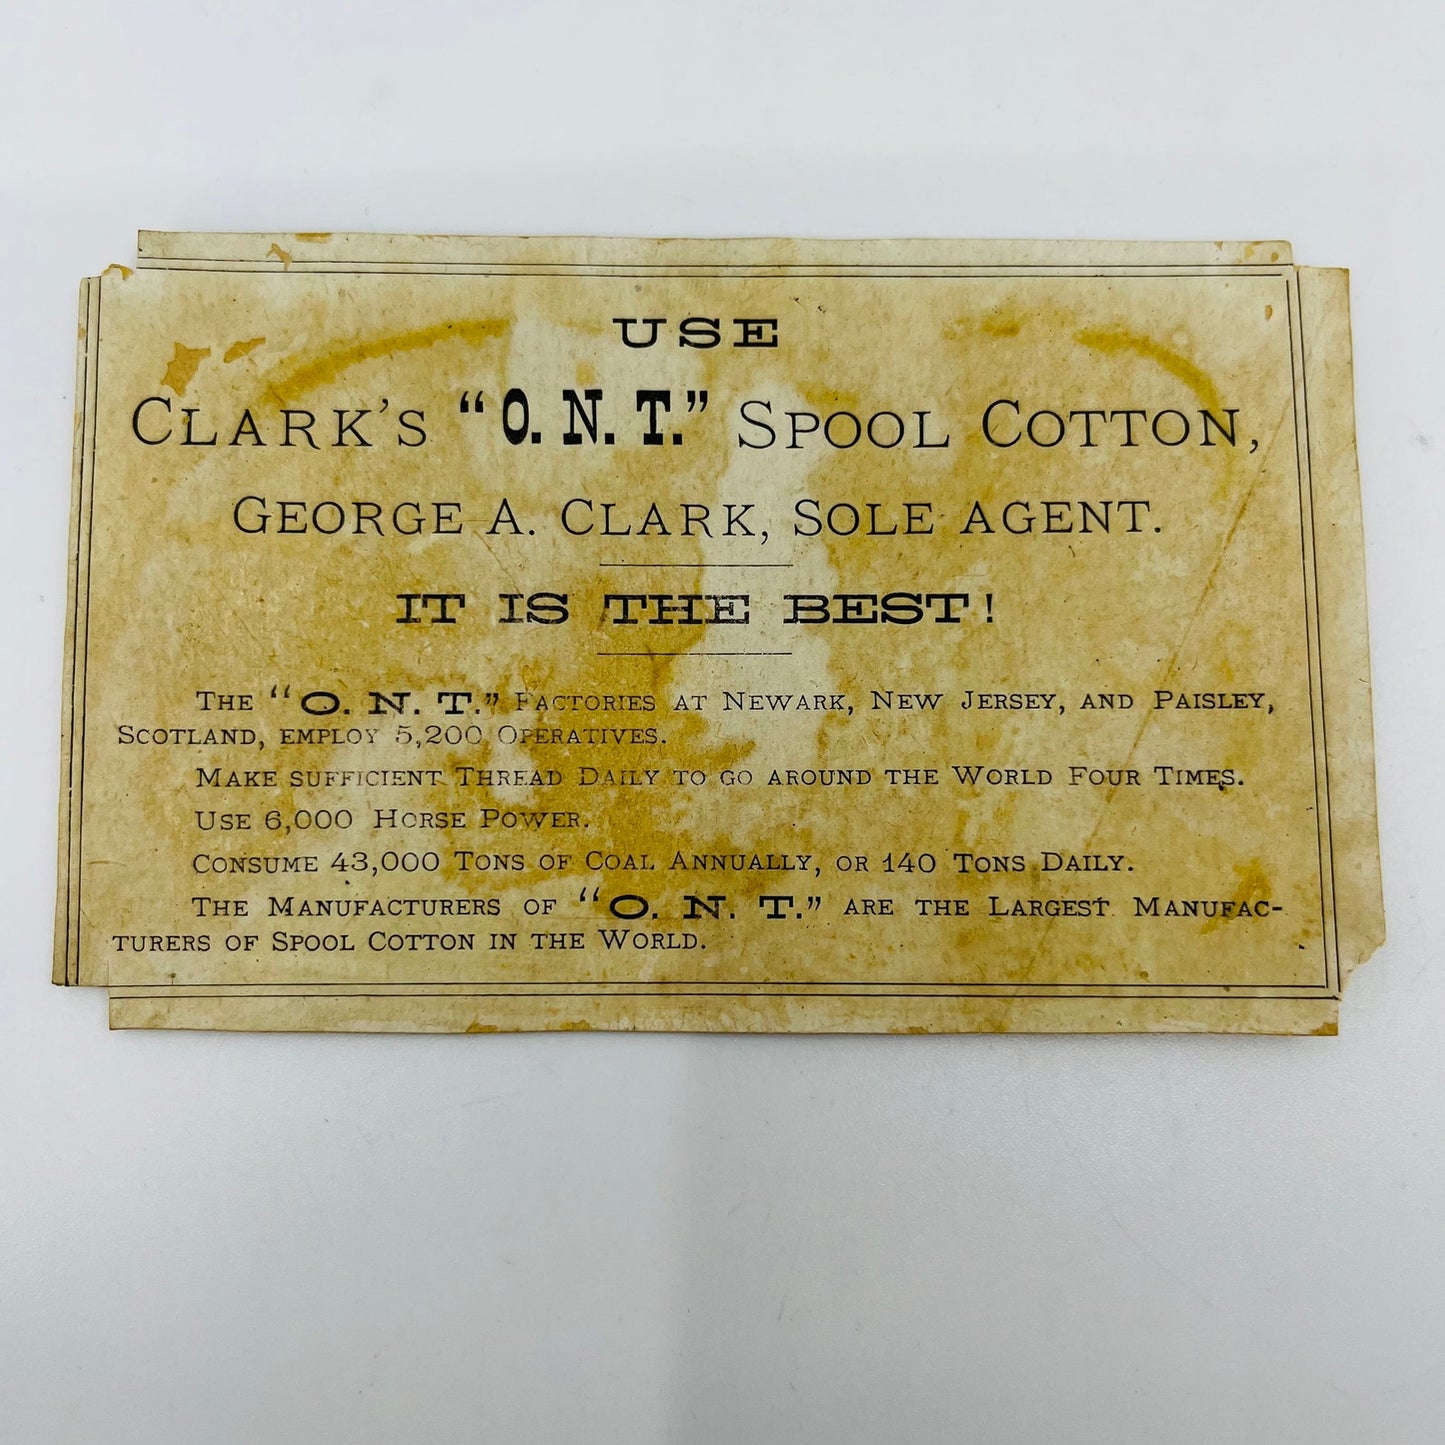 USE
CLARK'S "O. N. T." SPOOL COTTON,
GEORGE A. CLARK, SOLE AGENT.
IT IS THE BEST!
THE "O. N. T." FACTORIES AT NEWARK, NEW JERSEY, AND PAISLEY,
SCOTLAND, EMPLOY 5,200 OPERATIVES.
MAKE SUFFICIENT THREAD DAILY TO GO AROUND THE WORLD FOUR TIMES.
USE 6,000 HORSE POWER.
CONSUME 43,000 TONS OF COAL ANNUALLY, OR 140 TONS DAILY.
THE MANUFACTURERS OF "O. N. T." ARE THE LARGEST MANUFAC-
TURERS OF SPOOL COTTON IN THE WORLD.